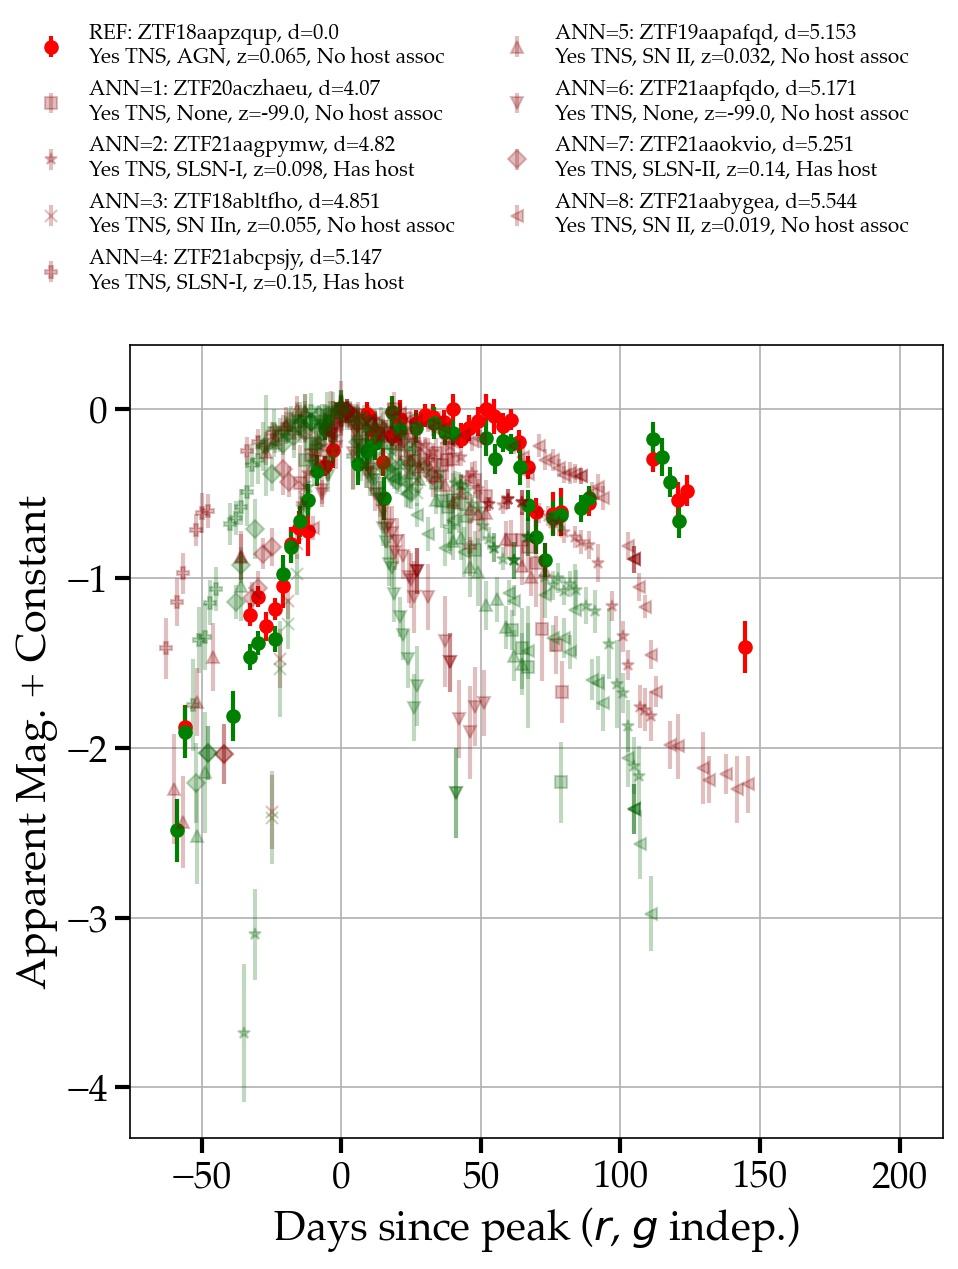 REF: ZTF18aapzqup, d=0.0
Yes TNS, AGN, z=0.065, No host assoc
ANN=1: ZTF20aczhaeu, d=4.07
Yes TNS, None, z=-99.0, No host assoc
ANN=2: ZTF21aagpymw, d=4.82
Yes TNS, SLSN-I, z=0.098, Has host
ANN=3: ZTF18abltfho, d=4.851
Yes TNS, SN IIn, z=0.055, No host assoc
ANN=4: ZTF21abcpsjy, d=5.147
Yes TNS, SLSN-I, z=0.15, Has host
ANN=5: ZTF19aapafqd, d=5.153
Yes TNS, SN II, z=0.032, No host assoc
ANN=6: ZTF21aapfqdo, d=5.171
Yes TNS, None, z=-99.0, No host assoc
ANN=7: ZTF21aaokvio, d=5.251
Yes TNS, SLSN-II, z=0.14, Has host
ANN=8: ZTF21aabygea, d=5.544
Yes TNS, SN II, z=0.019, No host assoc
Apparent Mag. + Constant
0
−1
−2
−3
−4
−50 0 50 100 150 200
Days since peak (r, g indep.)